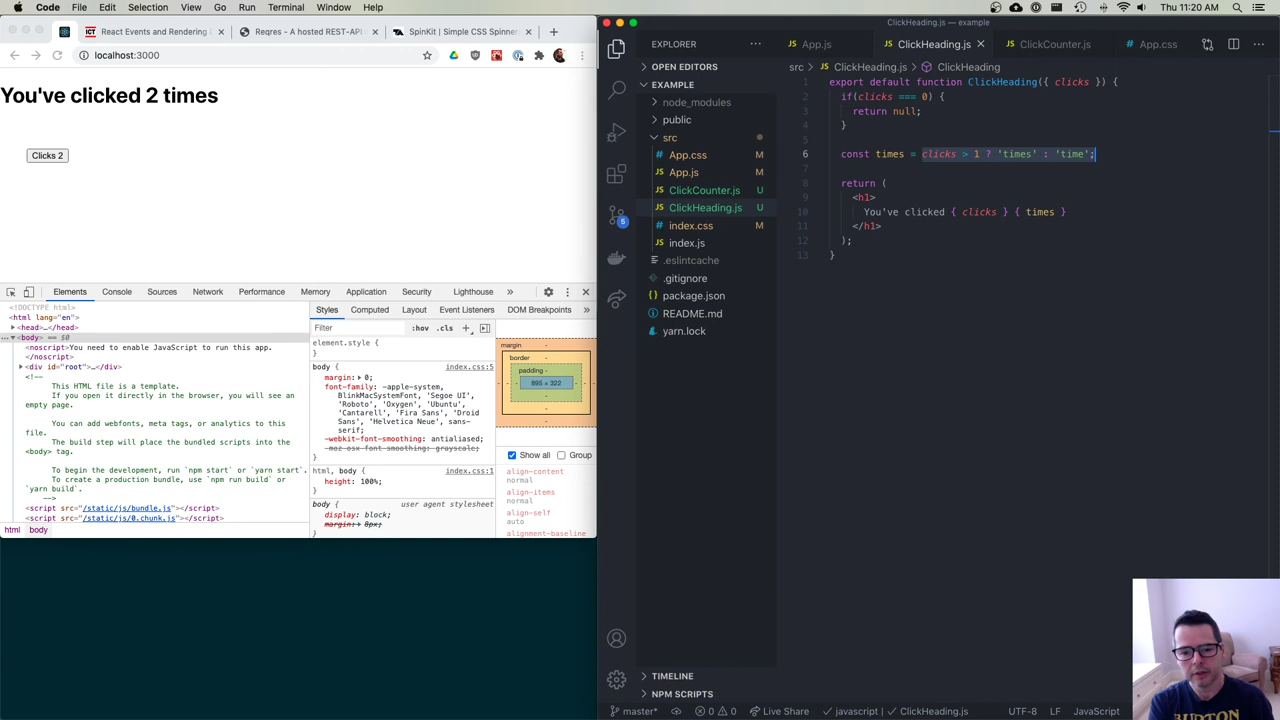 Code File Edit Selection View Go Run Terminal Window Help
Thu 11:20 AM
React Events and Rendering
Reqres - A hosted REST-API
SpinKit | Simple CSS Spinner
localhost:3000
You've clicked 2 times
Clicks 2
Elements Console Sources Network Performance Memory Application Security Lighthouse »
<!DOCTYPE html>
<html lang="en">
<head>…</head>
<body> == $0
<noscript>You need to enable JavaScript to run this app.
</noscript>
<div id="root">…</div>
<!--
This HTML file is a template.
If you open it directly in the browser, you will see an
empty page.
You can add webfonts, meta tags, or analytics to this
file.
The build step will place the bundled scripts into the
<body> tag.
To begin the development, run `npm start` or `yarn start`.
To create a production bundle, use `npm run build` or
`yarn build`.
-->
<script src="/static/js/bundle.js"></script>
<script src="/static/js/0.chunk.js"></script>
html body
Styles Computed Layout Event Listeners DOM Breakpoints »
Filter :hov .cls
element.style {
}
body { index.css:5
margin: 0;
font-family: -apple-system,
BlinkMacSystemFont, 'Segoe UI',
'Roboto', 'Oxygen', 'Ubuntu',
'Cantarell', 'Fira Sans', 'Droid
Sans', 'Helvetica Neue', sans-
serif;
-webkit-font-smoothing: antialiased;
-moz-osx-font-smoothing: grayscale;
}
html, body { index.css:1
height: 100%;
}
body { user agent stylesheet
display: block;
margin: 8px;
}
margin -
border -
padding -
895 × 322
Show all Group
align-content
normal
align-items
normal
align-self
auto
alignment-baseline
ClickHeading.js — example
EXPLORER
OPEN EDITORS
EXAMPLE
node_modules
public
src
App.css M
App.js M
ClickCounter.js U
ClickHeading.js U
index.css M
index.js
.eslintcache
.gitignore
package.json
README.md
yarn.lock
TIMELINE
NPM SCRIPTS
5
App.js ClickHeading.js ClickCounter.js App.css
src > ClickHeading.js > ClickHeading
1 export default function ClickHeading({ clicks }) {
2 if(clicks === 0) {
3 return null;
4 }
5
6 const times = clicks > 1 ? 'times' : 'time';
7
8 return (
9 <h1>
10 You've clicked { clicks } { times }
11 </h1>
12 );
13 }
master* 0 0 Live Share javascript | ClickHeading.js UTF-8 LF JavaScript
BURTON